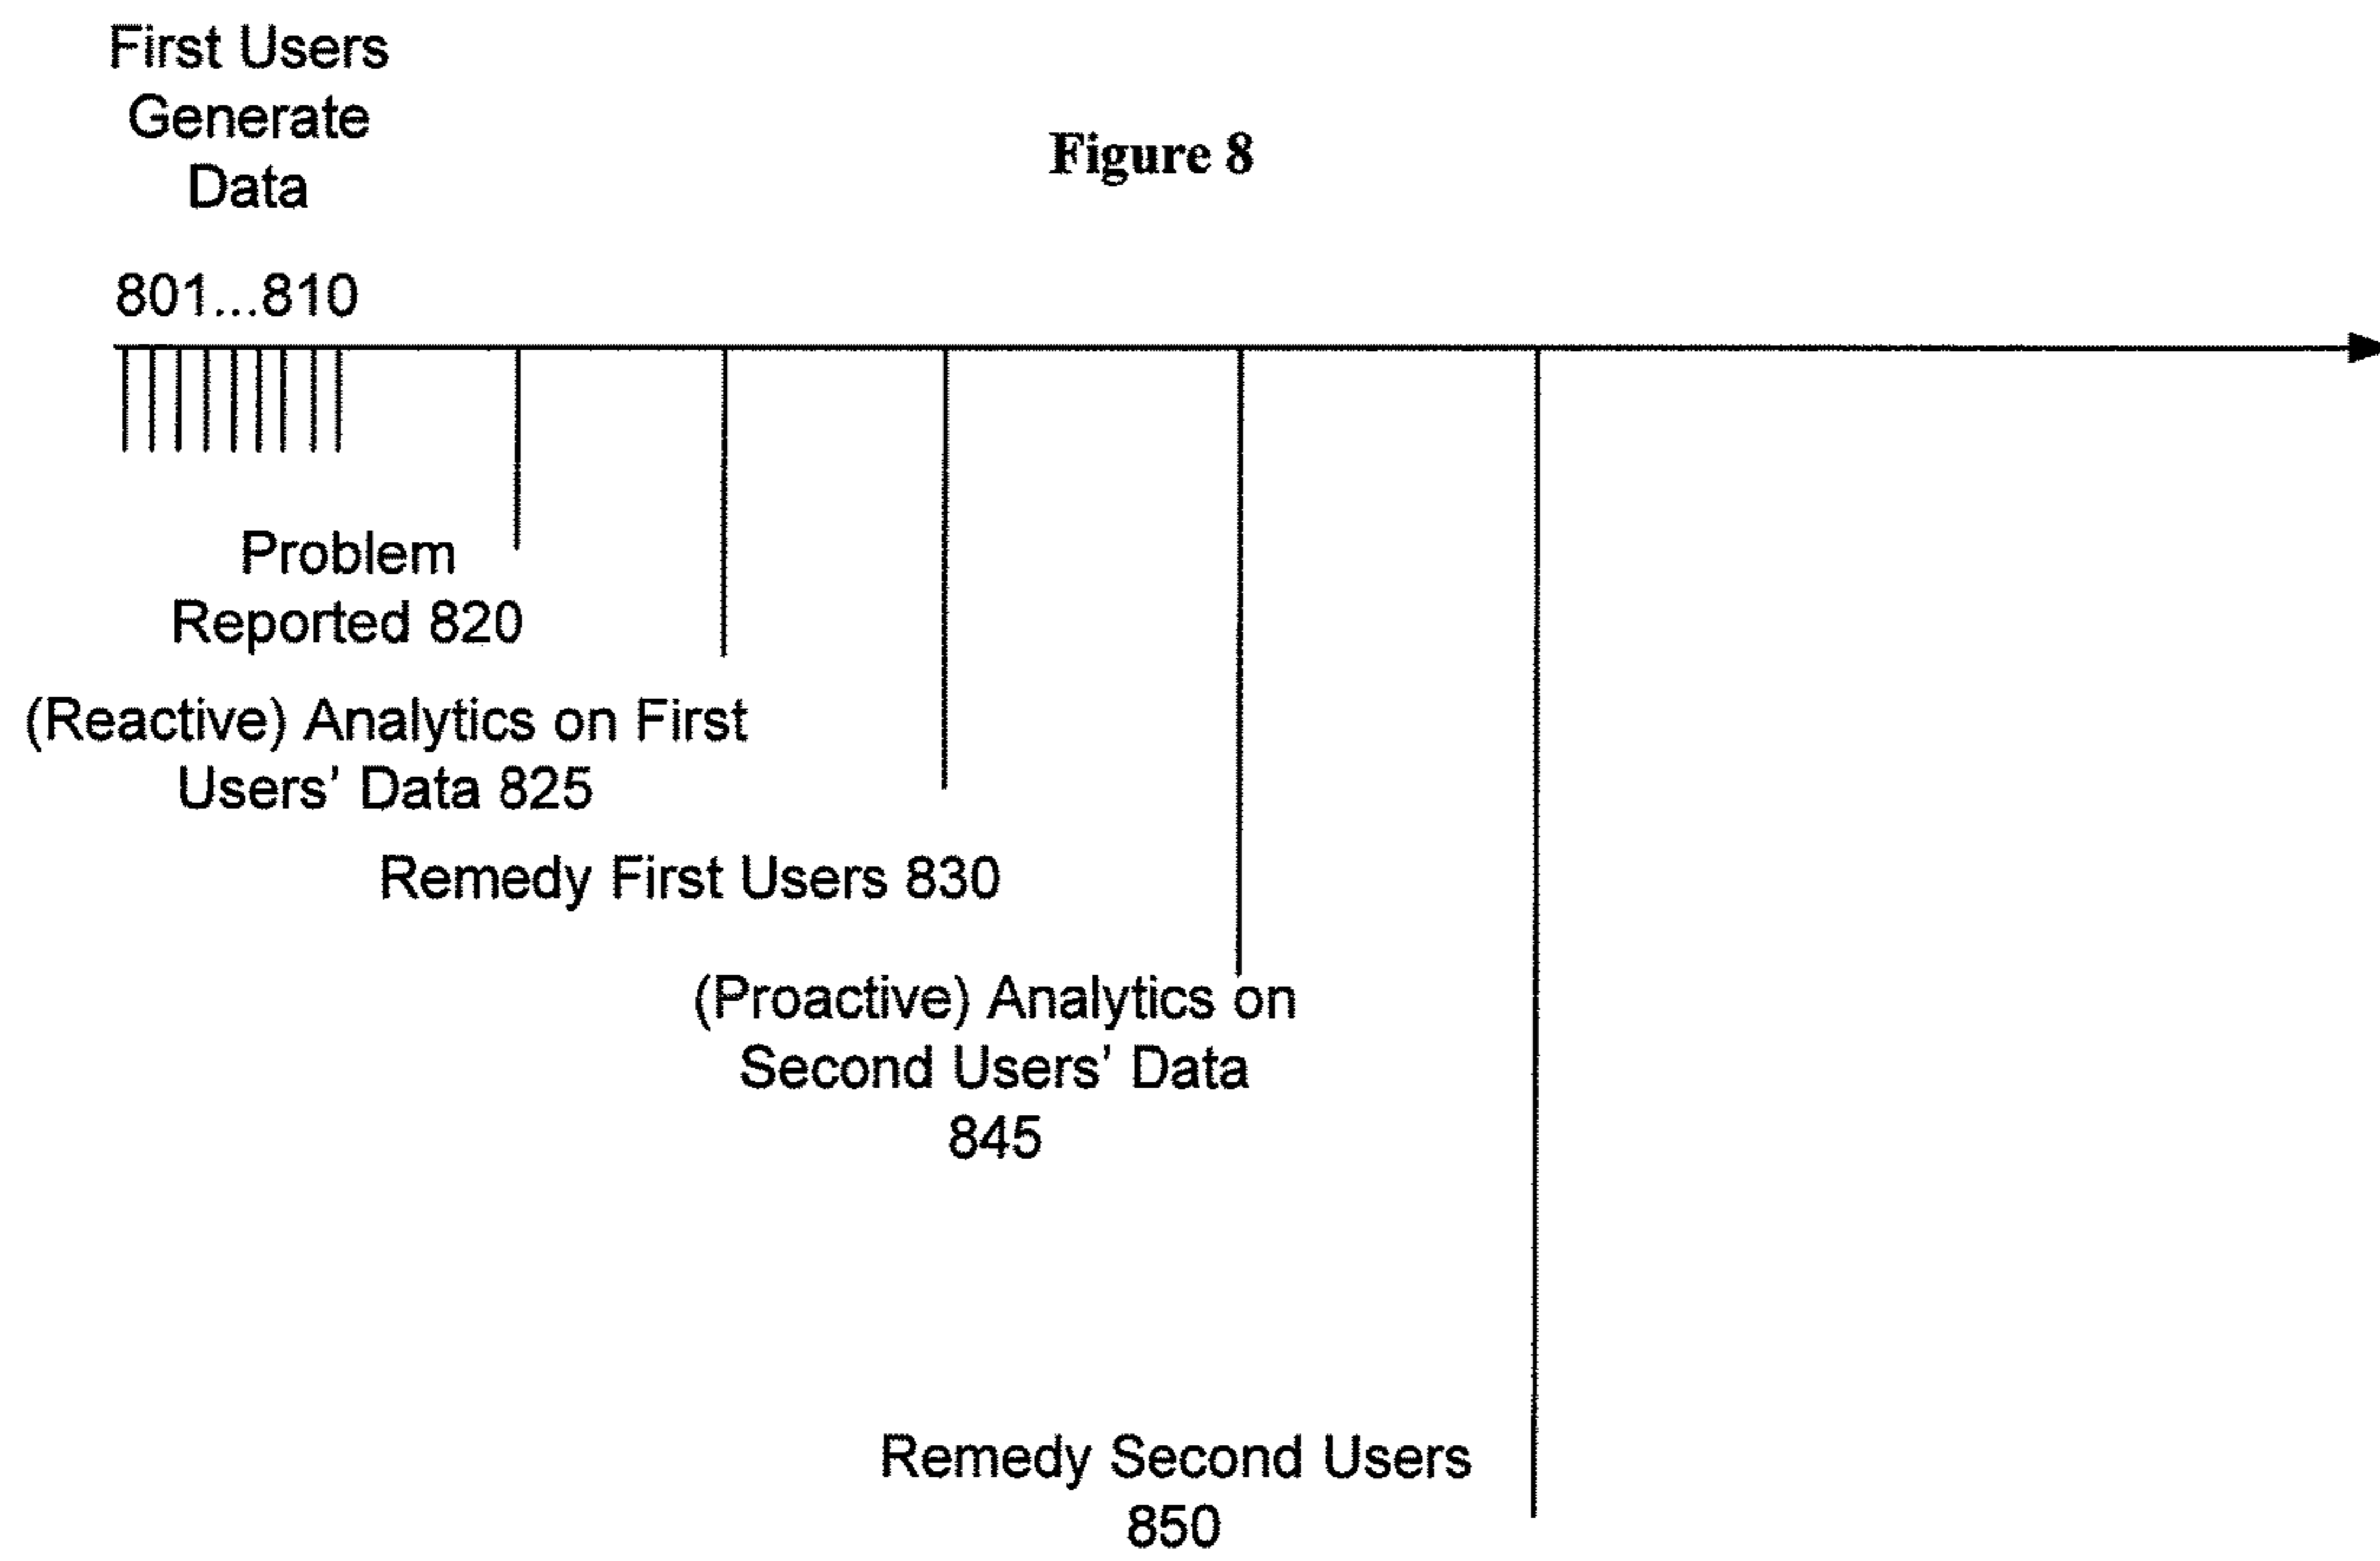 First Users
Generate
Data
Figure 8
801...810
Problem
Reported 820
(Reactive) Analytics on First
Users' Data 825
Remedy First Users 830
(Proactive) Analytics on
Second Users' Data
845
Remedy Second Users
850